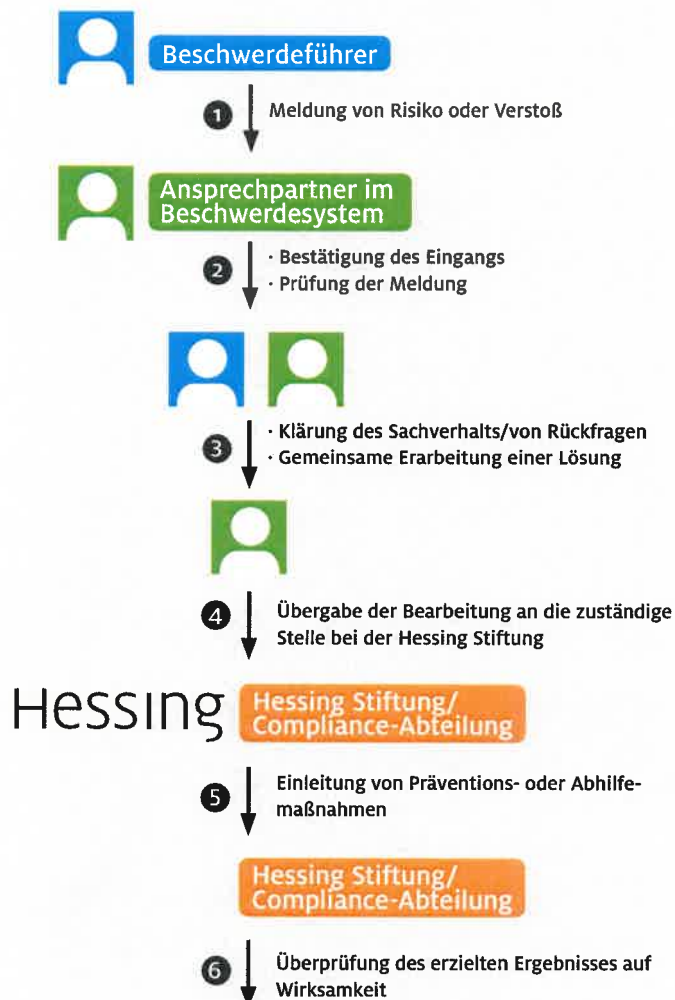 Beschwerdeführer
1 Meldung von Risiko oder Verstoß
Ansprechpartner im
Beschwerdesystem
2 · Bestätigung des Eingangs
· Prüfung der Meldung
3 · Klärung des Sachverhalts/von Rückfragen
· Gemeinsame Erarbeitung einer Lösung
4 Übergabe der Bearbeitung an die zuständige
Stelle bei der Hessing Stiftung
Hessing
Hessing Stiftung/
Compliance-Abteilung
5 Einleitung von Präventions- oder Abhilfe-
maßnahmen
Hessing Stiftung/
Compliance-Abteilung
6 Überprüfung des erzielten Ergebnisses auf
Wirksamkeit